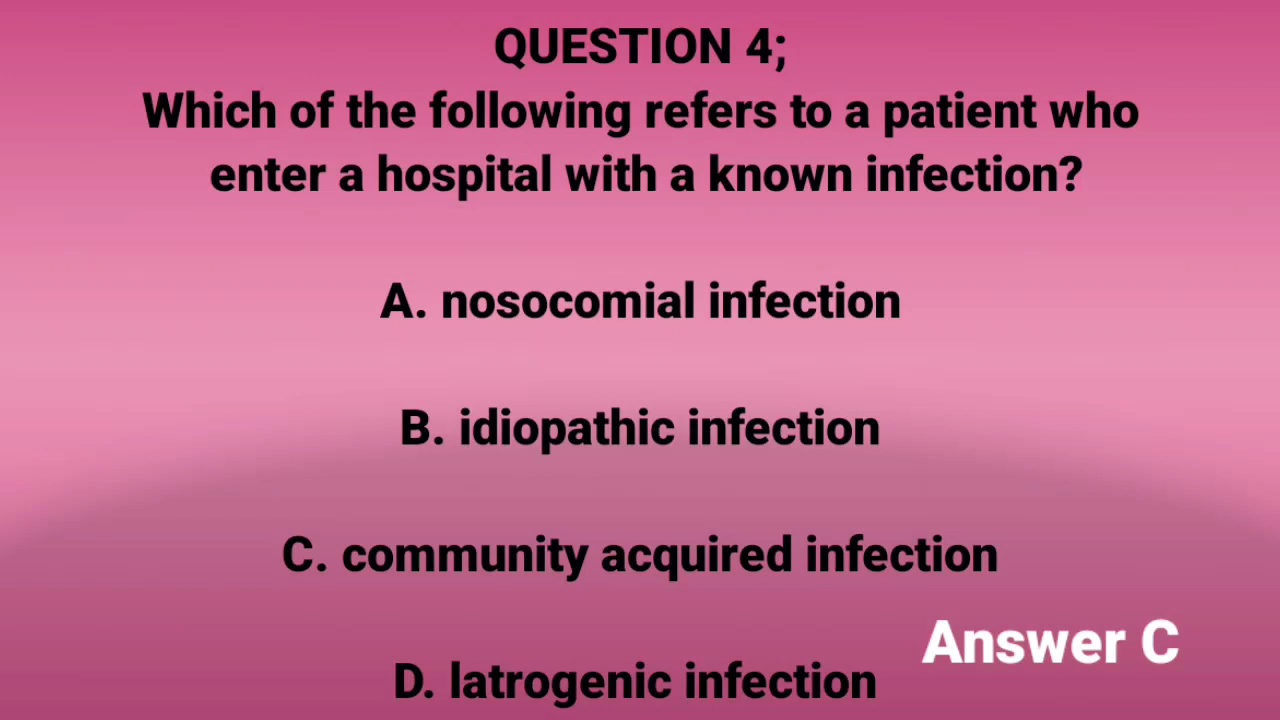 QUESTION 4;
Which of the following refers to a patient who
enter a hospital with a known infection?
A. nosocomial infection
B. idiopathic infection
C. community acquired infection
Answer C
D. latrogenic infection